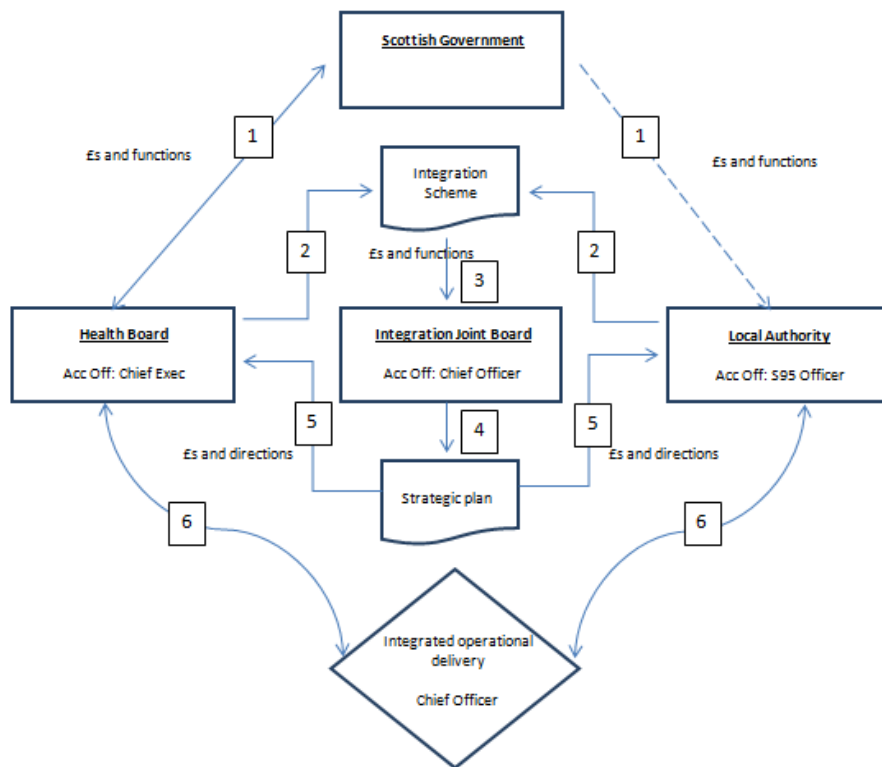 Scottish Government
1
1
£s and functions
£s and functions
Integration
Scheme
2
2
£s and functions
3
Health Board
Acc Off: Chief Exec
Integration Joint Board
Acc Off: Chief Officer
Local Authority
Acc Off: S95 Officer
5
4
5
£s and directions
£s and directions
Strategic plan
6
6
Integrated operational
delivery
Chief Officer